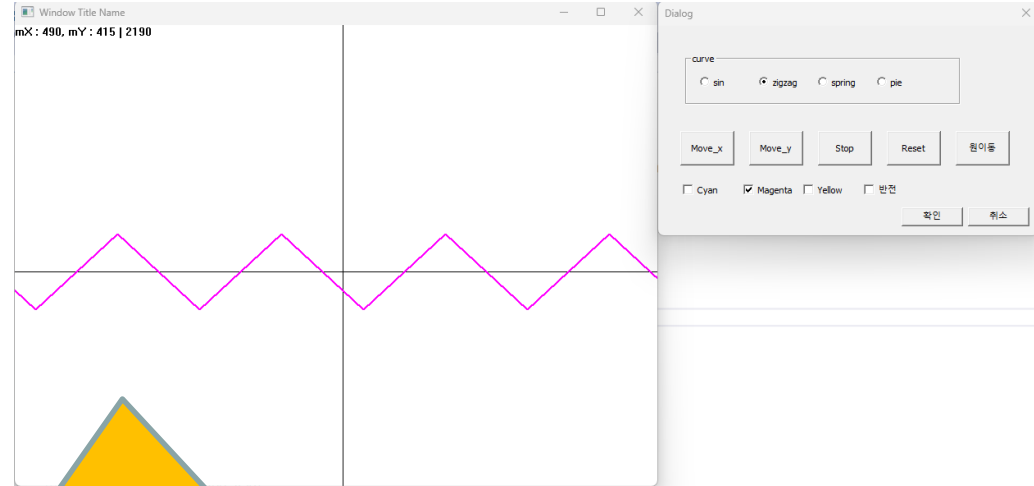 Window Title Name
mX : 490, mY : 415 | 2190
Dialog
curve
sin zigzag spring pie
Move_x Move_y Stop Reset 원이동
Cyan Magenta Yellow 반전
확인 취소